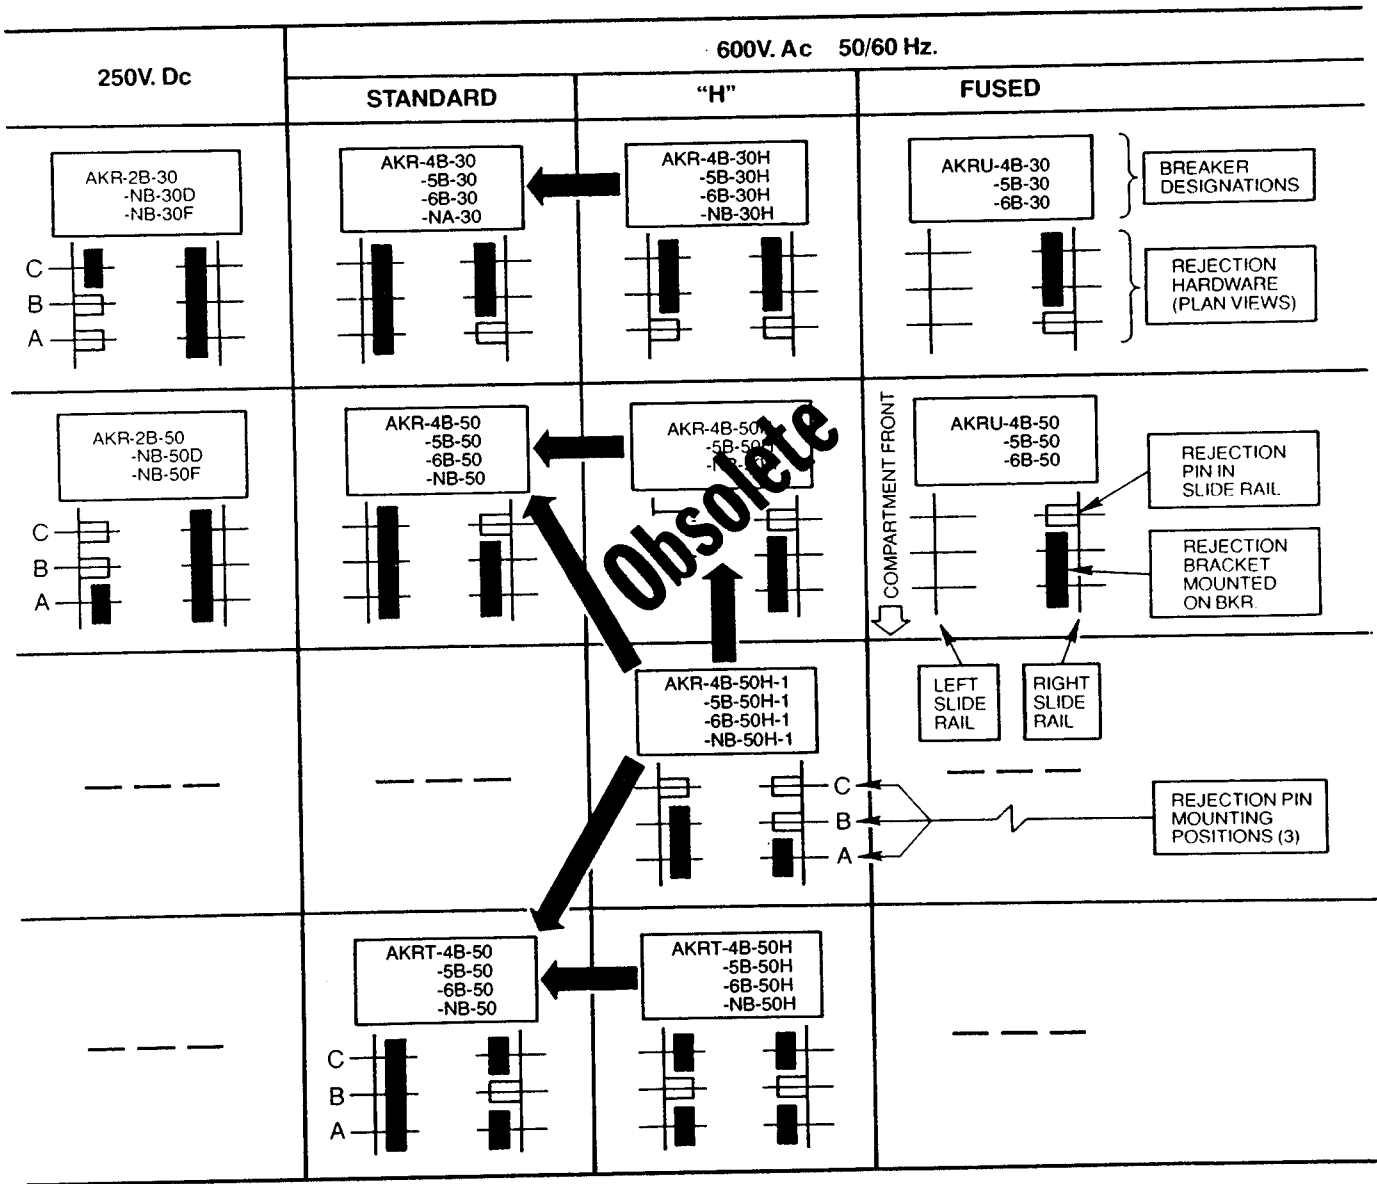 600V. Ac 50/60 Hz.
250V. Dc
STANDARD
"H"
FUSED
AKR-2B-30
-NB-30D
-NB-30F
AKR-4B-30
-5B-30
-6B-30
-NA-30
AKR-4B-30H
-5B-30H
-6B-30H
-NB-30H
AKRU-4B-30
-5B-30
-6B-30
BREAKER
DESIGNATIONS
C
B
A
REJECTION
HARDWARE
(PLAN VIEWS)
AKR-2B-50
-NB-50D
-NB-50F
AKR-4B-50
-5B-50
-6B-50
-NB-50
AKR-4B-50H
-5B-50H
Obsolete
COMPARTMENT FRONT
AKRU-4B-50
-5B-50
-6B-50
REJECTION
PIN IN
SLIDE RAIL
C
B
A
REJECTION
BRACKET
MOUNTED
ON BKR.
AKR-4B-50H-1
-5B-50H-1
-6B-50H-1
-NB-50H-1
LEFT
SLIDE
RAIL
RIGHT
SLIDE
RAIL
C
B
A
REJECTION PIN
MOUNTING
POSITIONS (3)
AKRT-4B-50
-5B-50
-6B-50
-NB-50
AKRT-4B-50H
-5B-50H
-6B-50H
-NB-50H
C
B
A